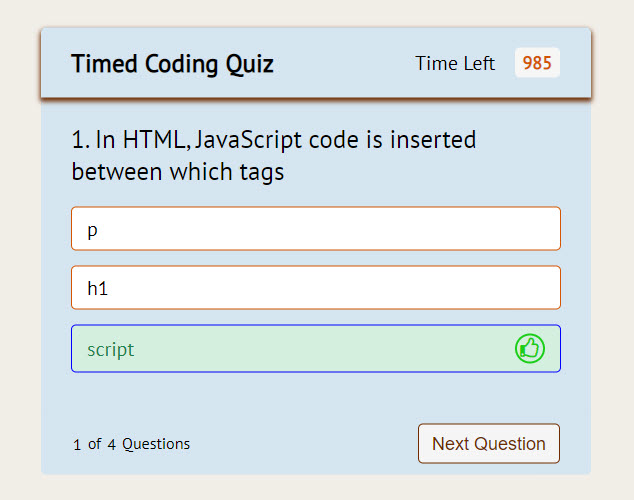 Timed Coding Quiz
Time Left 985
1. In HTML, JavaScript code is inserted
between which tags
p
h1
script
1 of 4 Questions
Next Question